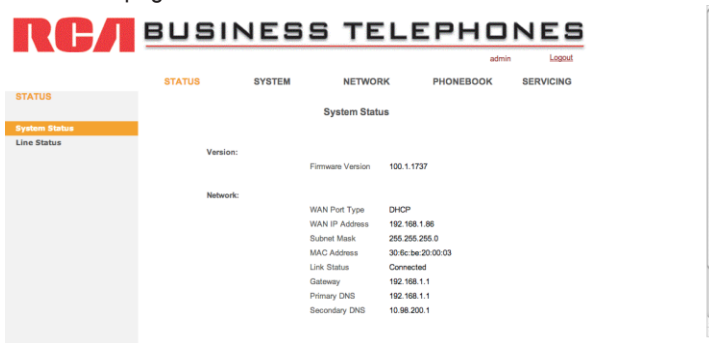 RCA BUSINESS TELEPHONES
admin Logout
STATUS SYSTEM NETWORK PHONEBOOK SERVICING
STATUS
System Status
System Status
Line Status
Version:
Firmware Version 100.1.1737
Network:
WAN Port Type DHCP
WAN IP Address 192.168.1.86
Subnet Mask 255.255.255.0
MAC Address 30:6c:be:20:00:03
Link Status Connected
Gateway 192.168.1.1
Primary DNS 192.168.1.1
Secondary DNS 10.98.200.1